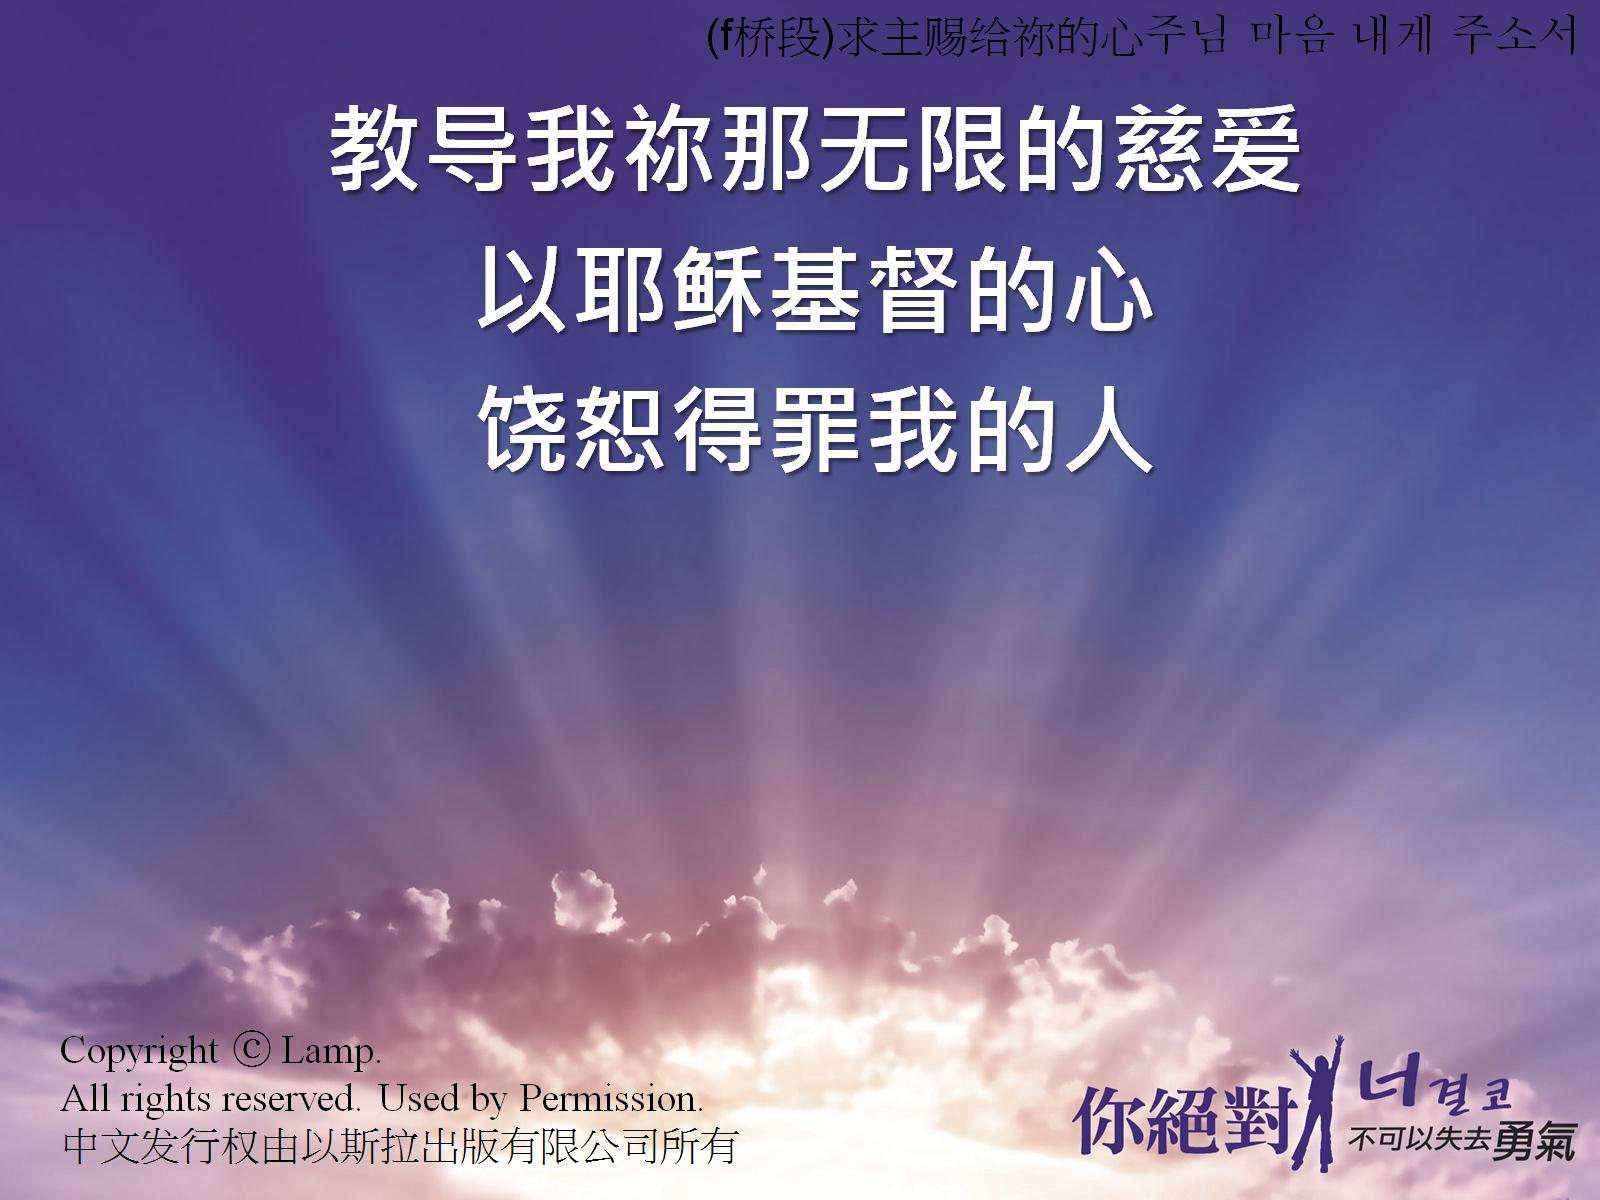 (f桥段)求主赐给祢的心주님 마음 내게 주소서
教导我祢那无限的慈爱
以耶稣基督的心
饶恕得罪我的人
Copyright ⓒ Lamp.
All rights reserved. Used by Permission.
中文发行权由以斯拉出版有限公司所有
你絕對 너 결코
不可以失去勇氣